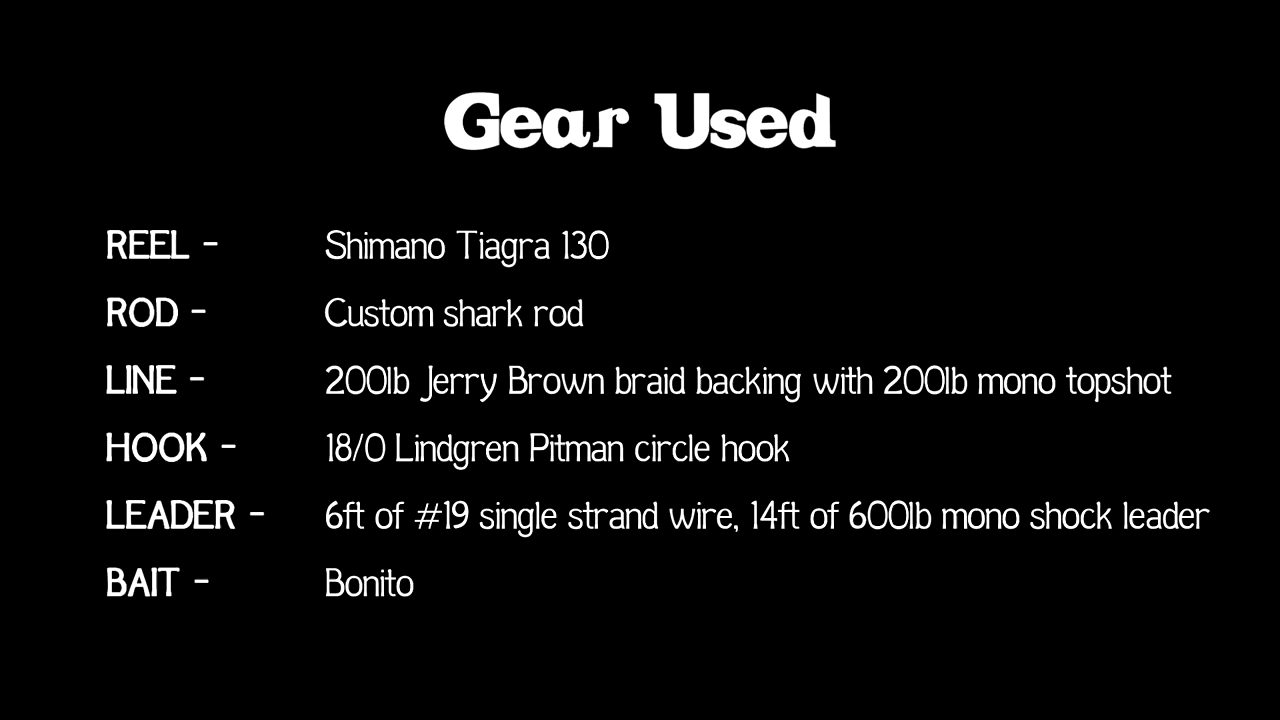 Gear Used
REEL - Shimano Tiagra 130
ROD - Custom shark rod
LINE - 200lb Jerry Brown braid backing with 200lb mono topshot
HOOK - 18/0 Lindgren Pitman circle hook
LEADER - 6ft of #19 single strand wire, 14ft of 600lb mono shock leader
BAIT - Bonito